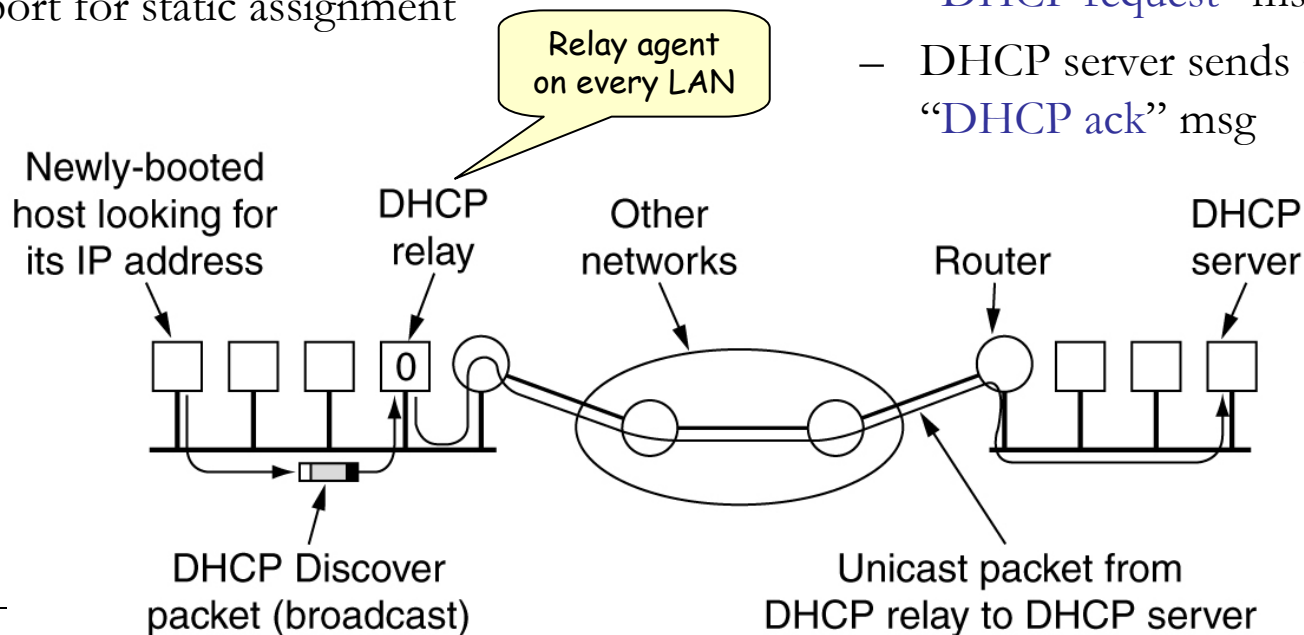 port for static assignment
"DHCP request"
– DHCP server sends
“DHCP ack” msg
Relay agent
on every LAN
Newly-booted
host looking for
its IP address
DHCP
relay
Other
networks
Router
DHCP
server
0
DHCP Discover
packet (broadcast)
Unicast packet from
DHCP relay to DHCP server